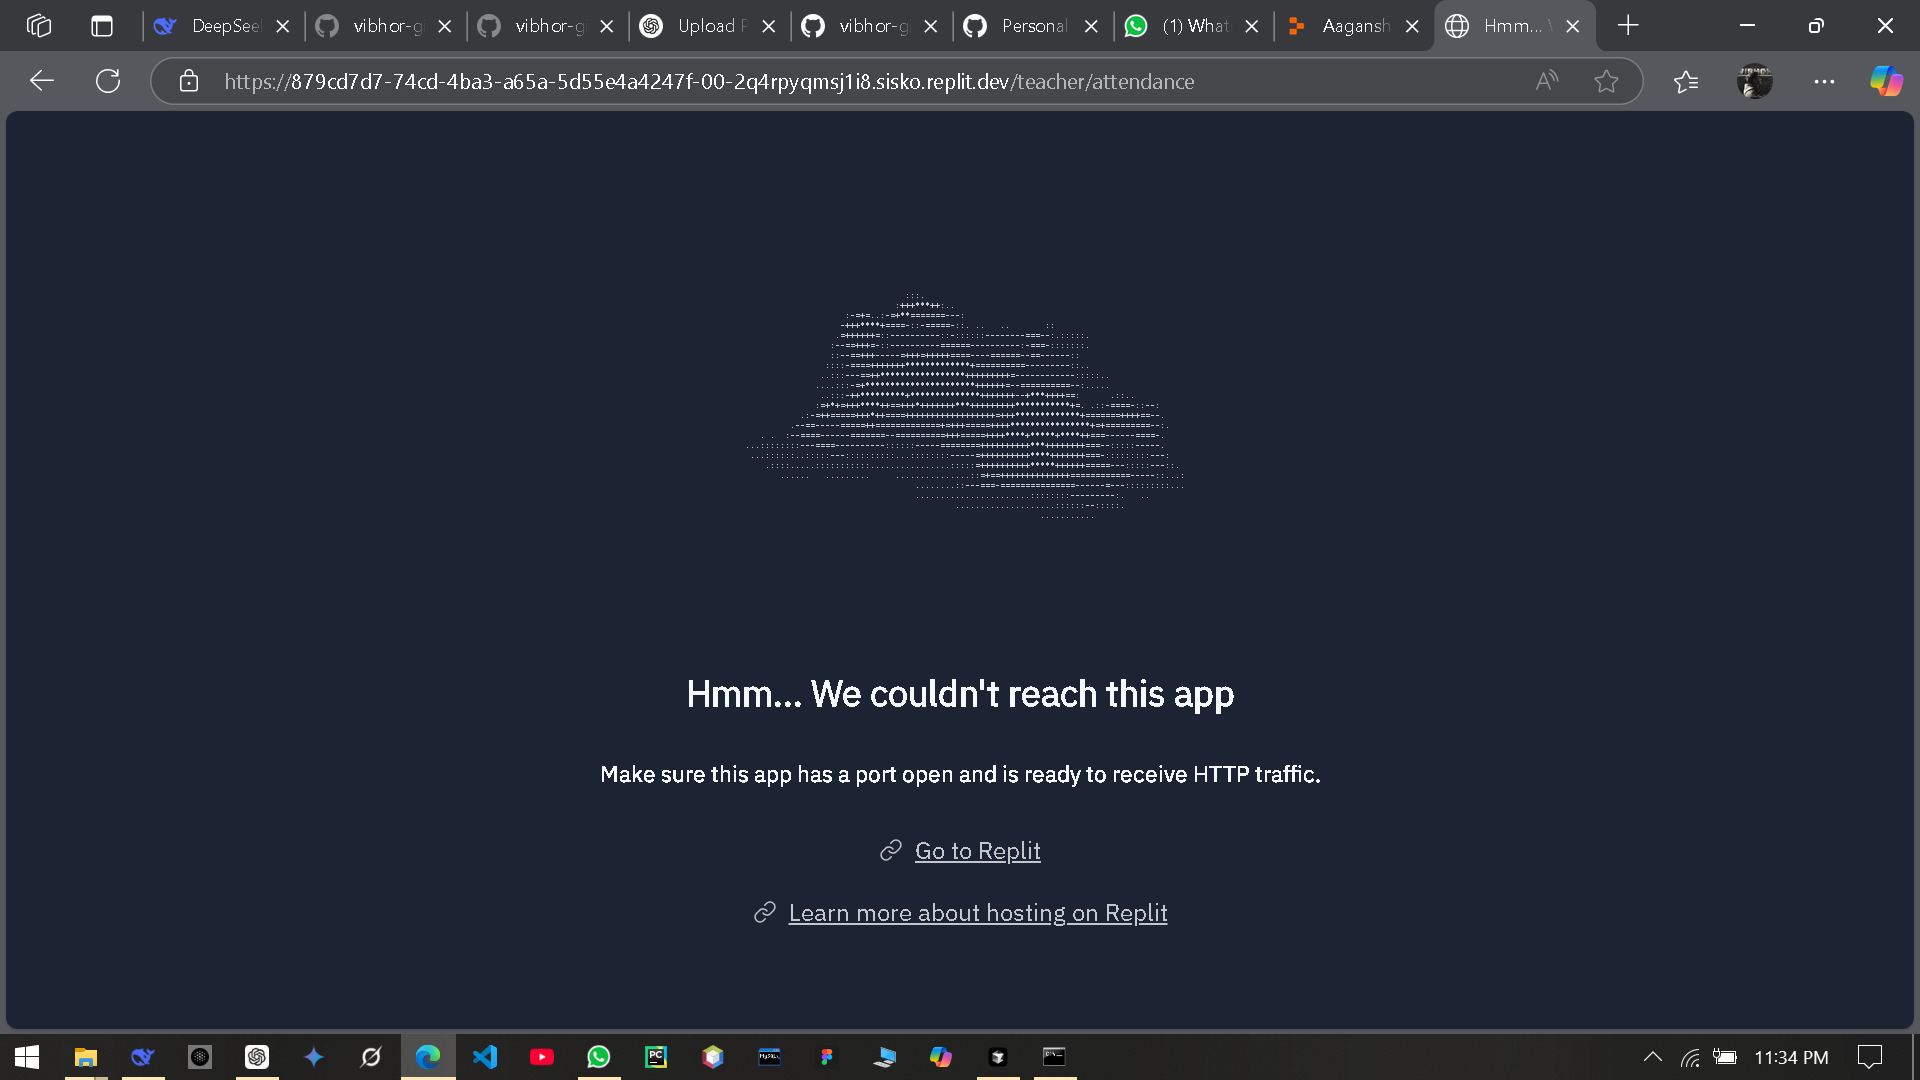 DeepSeel
vibhor-g
vibhor-g
Upload P
vibhor-g
Personal
(1) What
Aagansh
Hmm...
https://879cd7d7-74cd-4ba3-a65a-5d55e4a4247f-00-2q4rpyqmsj1i8.sisko.replit.dev/teacher/attendance
Hmm... We couldn't reach this app
Make sure this app has a port open and is ready to receive HTTP traffic.
Go to Replit
Learn more about hosting on Replit
PC
MySQL
11:34 PM